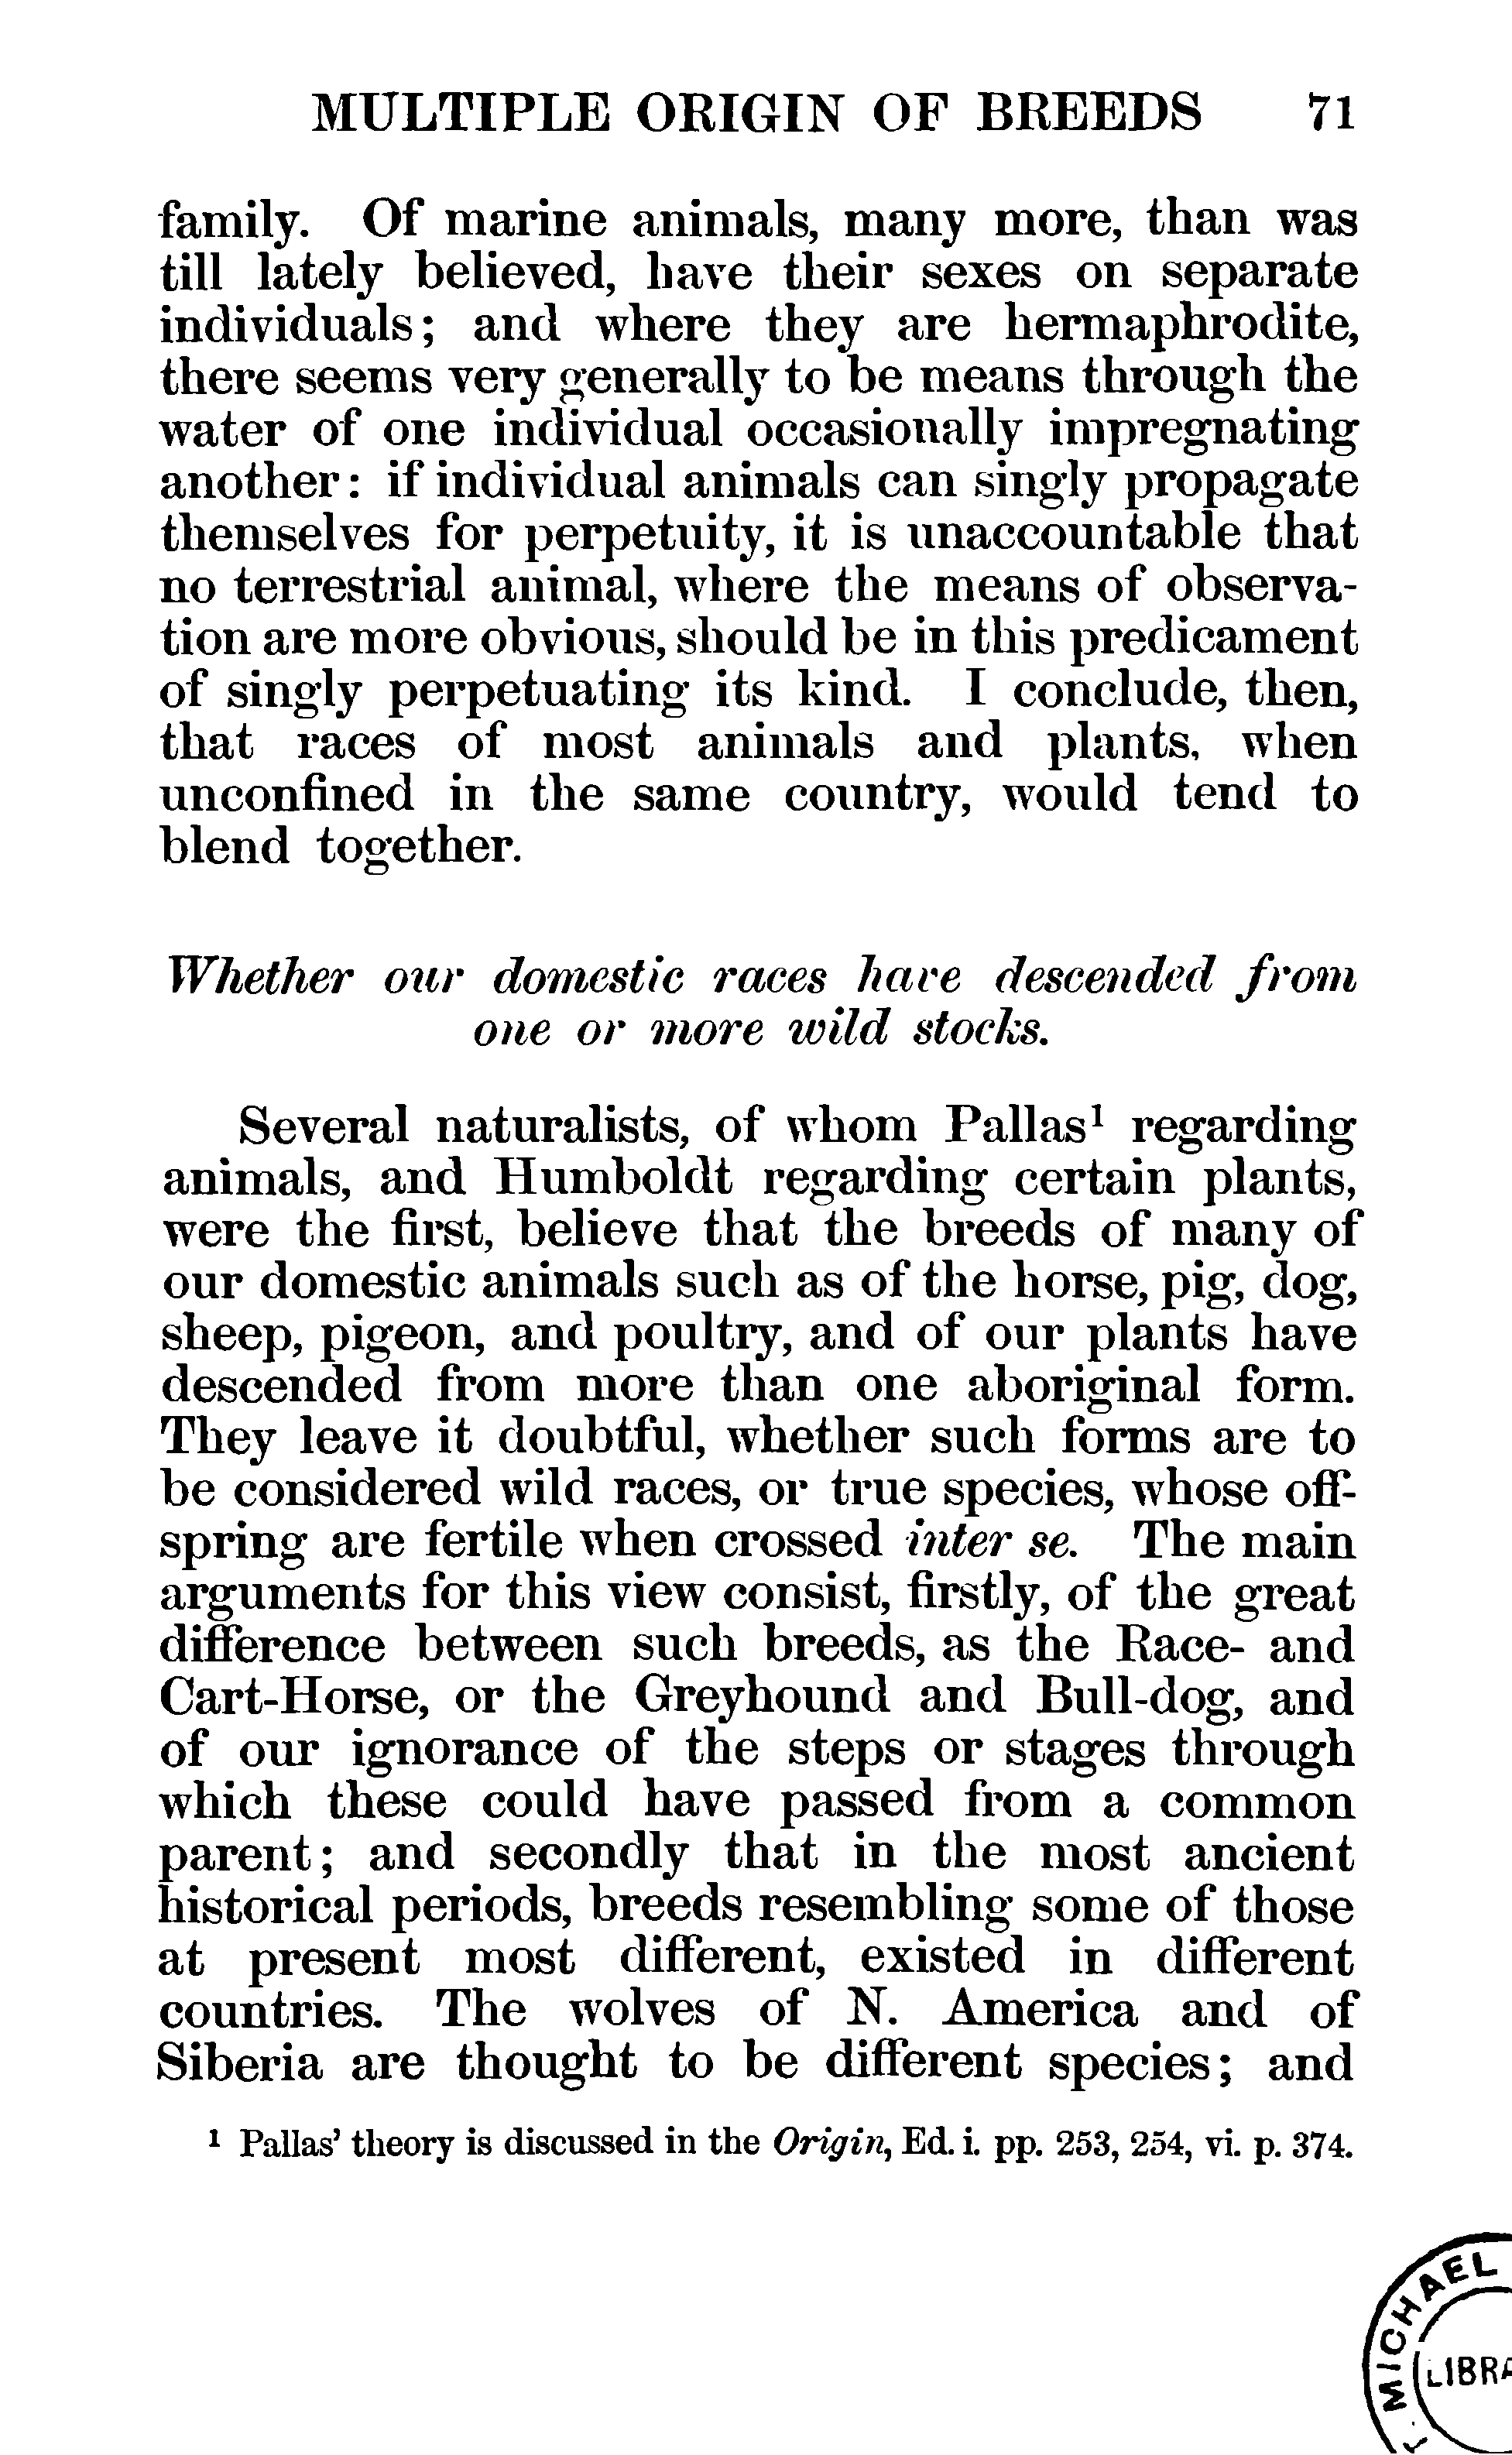 MULTIPLE ORIGIN OF BREEDS 71
family. Of marine animals, many more, than was
till lately believed, have their sexes on separate
individuals; and where they are hermaphrodite,
there seems very generally to be means through the
water of one individual occasionally impregnating
another: if individual animals can singly propagate
themselves for perpetuity, it is unaccountable that
no terrestrial animal, where the means of observa-
tion are more obvious, should be in this predicament
of singly perpetuating its kind. I conclude, then,
that races of most animals and plants, when
unconfined in the same country, would tend to
blend together.
Whether our domestic races have descended from
one or more wild stocks.
Several naturalists, of whom Pallas¹ regarding
animals, and Humboldt regarding certain plants,
were the first, believe that the breeds of many of
our domestic animals such as of the horse, pig, dog,
sheep, pigeon, and poultry, and of our plants have
descended from more than one aboriginal form.
They leave it doubtful, whether such forms are to
be considered wild races, or true species, whose off-
spring are fertile when crossed inter se. The main
arguments for this view consist, firstly, of the great
difference between such breeds, as the Race- and
Cart-Horse, or the Greyhound and Bull-dog, and
of our ignorance of the steps or stages through
which these could have passed from a common
parent; and secondly that in the most ancient
historical periods, breeds resembling some of those
at present most different, existed in different
countries. The wolves of N. America and of
Siberia are thought to be different species; and
¹ Pallas' theory is discussed in the Origin, Ed. i. pp. 253, 254, vi. p. 374.
MICHAEL
LIBRA